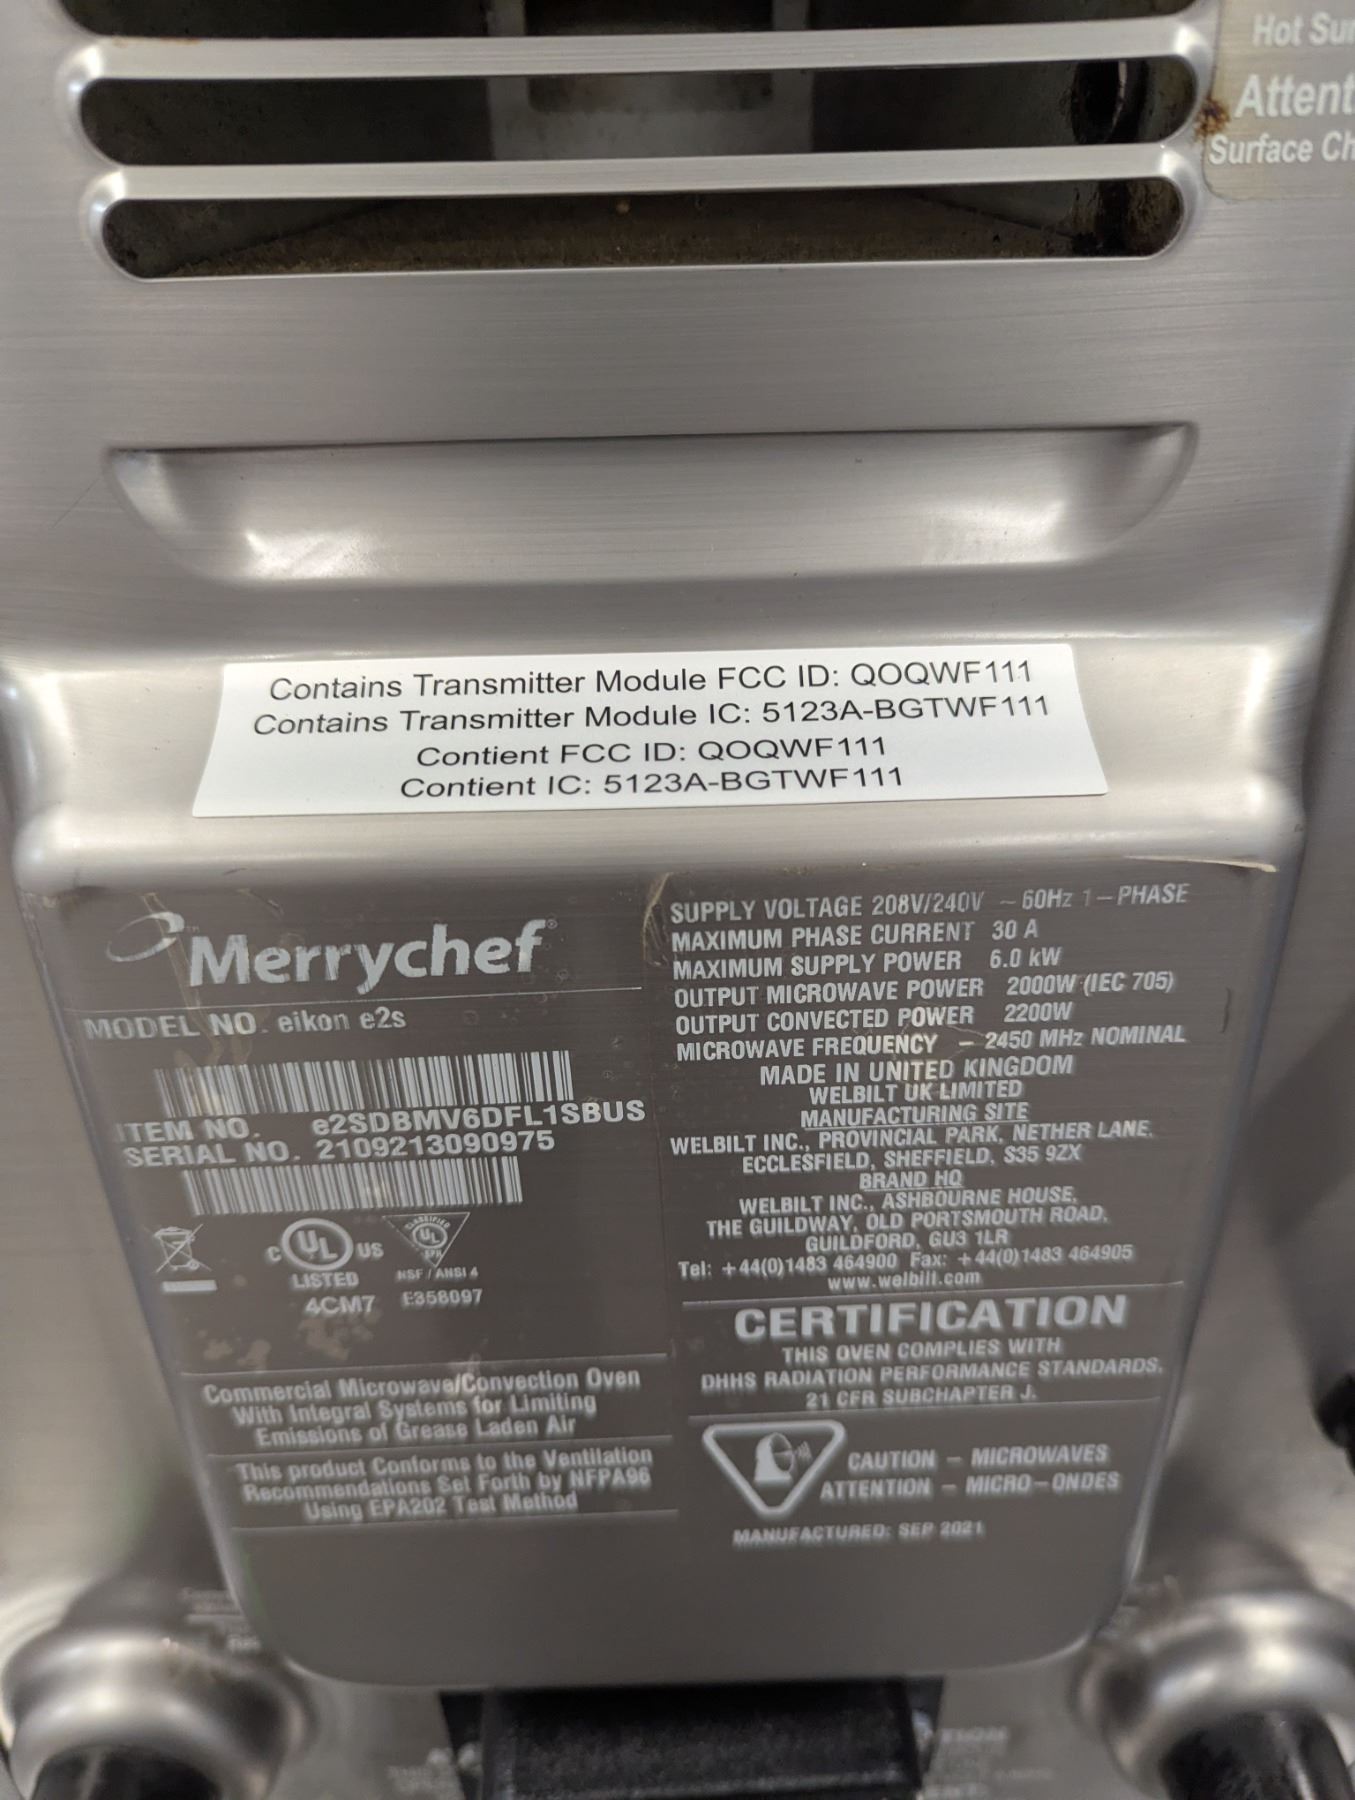 Hot Sur
Attent
Surface Ch
Contains Transmitter Module FCC ID: QOQWF111
Contains Transmitter Module IC: 5123A-BGTWF111
Contient FCC ID: QOQWF111
Contient IC: 5123A-BGTWF111
Merrychef®
MODEL NO. eikon e2s
ITEM NO. e2SDBMV6DFL1SBUS
SERIAL NO. 2109213090975
C UL US
LISTED
4CM7
CLASSIFIED
UL
EPH
NSF / ANSI 4
E358097
Commercial Microwave/Convection Oven
With Integral Systems for Limiting
Emissions of Grease Laden Air
This product Conforms to the Ventilation
Recommendations Set Forth by NFPA96
Using EPA202 Test Method
SUPPLY VOLTAGE 208V/240V ~ 60Hz 1-PHASE
MAXIMUM PHASE CURRENT 30 A
MAXIMUM SUPPLY POWER 6.0 kW
OUTPUT MICROWAVE POWER 2000W (IEC 705)
OUTPUT CONVECTED POWER 2200W
MICROWAVE FREQUENCY - 2450 MHz NOMINAL
MADE IN UNITED KINGDOM
WELBILT UK LIMITED
MANUFACTURING SITE
WELBILT INC., PROVINCIAL PARK, NETHER LANE,
ECCLESFIELD, SHEFFIELD, S35 9ZX
BRAND HQ
WELBILT INC., ASHBOURNE HOUSE,
THE GUILDWAY, OLD PORTSMOUTH ROAD,
GUILDFORD, GU3 1LR
Tel: +44(0)1483 464900 Fax: +44(0)1483 464905
www.welbilt.com
CERTIFICATION
THIS OVEN COMPLIES WITH
DHHS RADIATION PERFORMANCE STANDARDS,
21 CFR SUBCHAPTER J.
CAUTION - MICROWAVES
ATTENTION - MICRO-ONDES
MANUFACTURED: SEP 2021